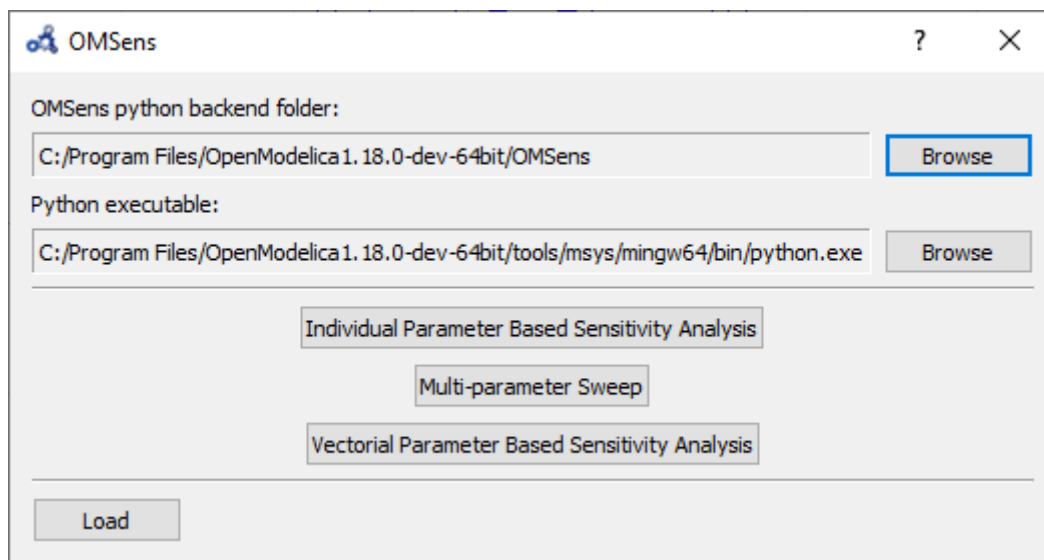 OMSens
OMSens python backend folder:
C:/Program Files/OpenModelica1.18.0-dev-64bit/OMSens Browse
Python executable:
C:/Program Files/OpenModelica1.18.0-dev-64bit/tools/msys/mingw64/bin/python.exe Browse
Individual Parameter Based Sensitivity Analysis
Multi-parameter Sweep
Vectorial Parameter Based Sensitivity Analysis
Load